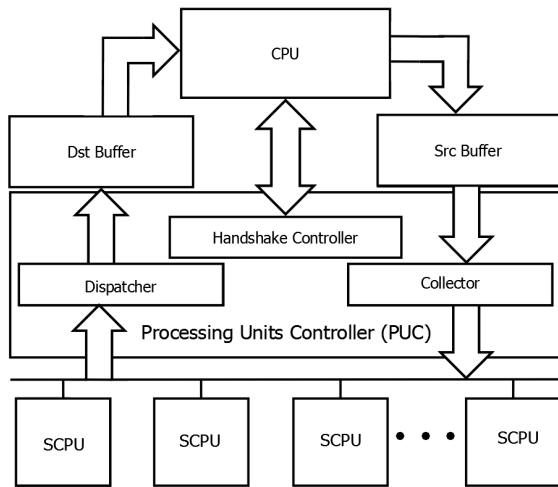 CPU
Dst Buffer
Src Buffer
Handshake Controller
Dispatcher
Collector
Processing Units Controller (PUC)
SCPU
SCPU
SCPU
SCPU